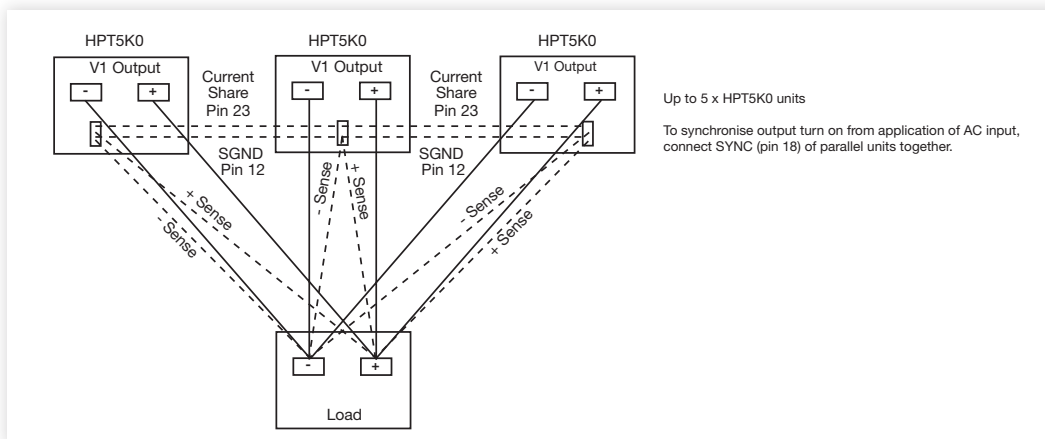 HPT5K0
HPT5K0
HPT5K0
V1 Output
V1 Output
V1 Output
-
+
-
+
-
+
Current
Share
Pin 23
Current
Share
Pin 23
SGND
Pin 12
SGND
Pin 12
+ Sense
- Sense
- Sense
+ Sense
- Sense
+ Sense
-
+
Load
Up to 5 x HPT5K0 units
To synchronise output turn on from application of AC input,
connect SYNC (pin 18) of parallel units together.